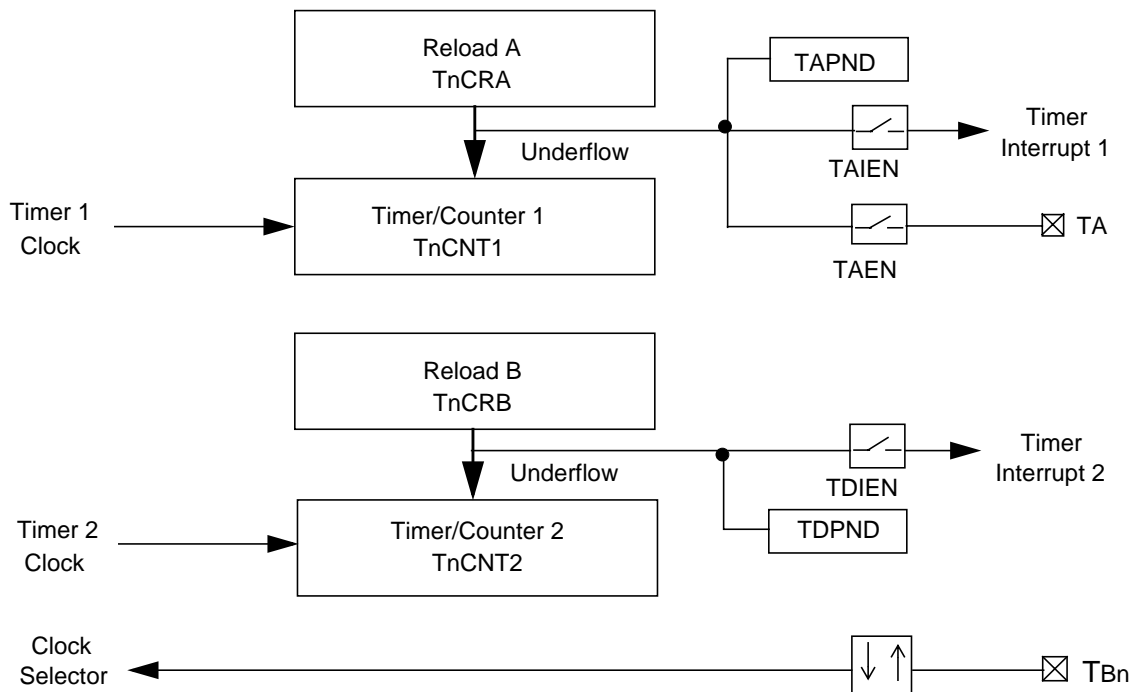 Reload A
TnCRA
TAPND
Underflow
TAIEN
Timer
Interrupt 1
Timer 1
Clock
Timer/Counter 1
TnCNT1
TAEN
TA
Reload B
TnCRB
Underflow
TDIEN
Timer
Interrupt 2
Timer 2
Clock
Timer/Counter 2
TnCNT2
TDPND
Clock
Selector
TBn